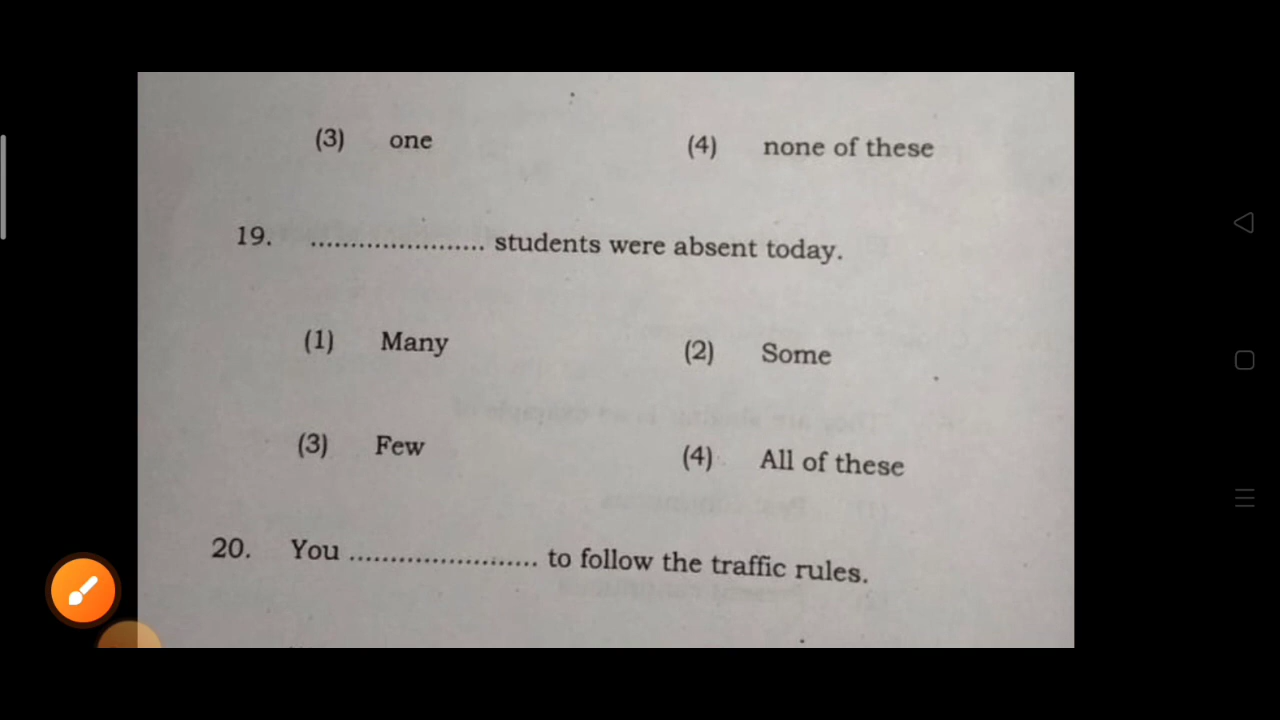 (3) one (4) none of these
19. ...................... students were absent today.
(1) Many (2) Some
(3) Few (4) All of these
20. You ....................... to follow the traffic rules.